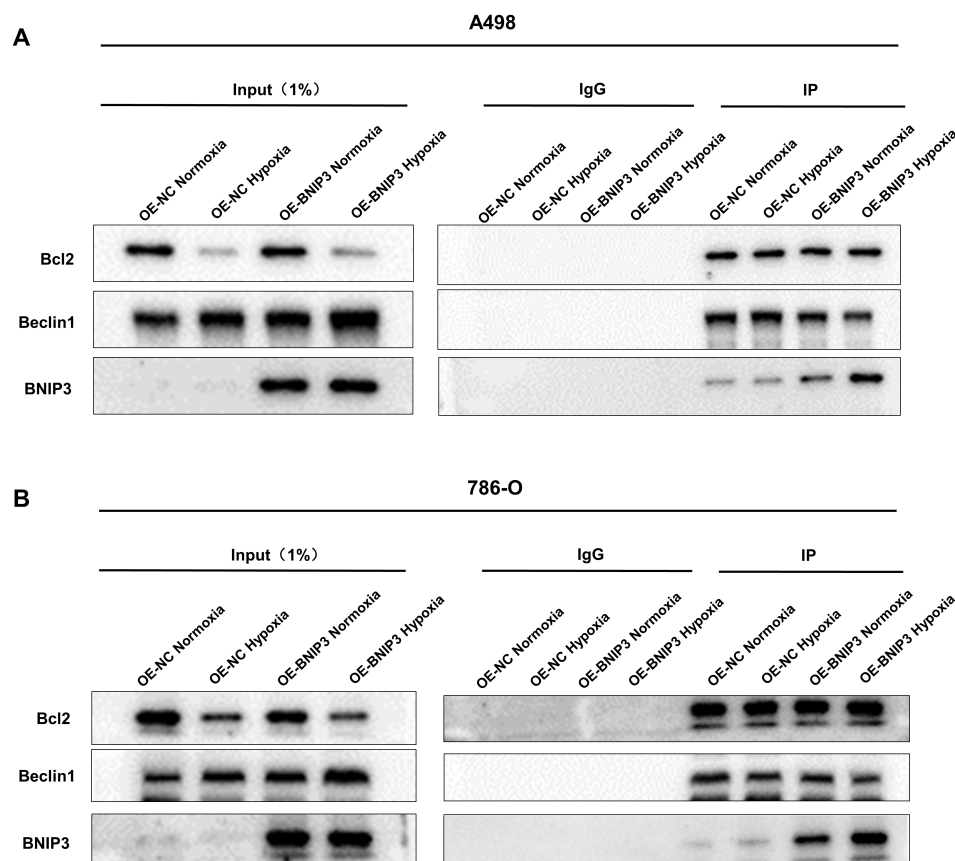 A
A498
Input（1%）
IgG
IP
OE-NC Normoxia
OE-NC Hypoxia
OE-BNIP3 Normoxia
OE-BNIP3 Hypoxia
OE-NC Normoxia
OE-NC Hypoxia
OE-BNIP3 Normoxia
OE-BNIP3 Hypoxia
OE-NC Normoxia
OE-NC Hypoxia
OE-BNIP3 Normoxia
OE-BNIP3 Hypoxia
Bcl2
Beclin1
BNIP3
B
786-O
Input（1%）
IgG
IP
OE-NC Normoxia
OE-NC Hypoxia
OE-BNIP3 Normoxia
OE-BNIP3 Hypoxia
OE-NC Normoxia
OE-NC Hypoxia
OE-BNIP3 Normoxia
OE-BNIP3 Hypoxia
OE-NC Normoxia
OE-NC Hypoxia
OE-BNIP3 Normoxia
OE-BNIP3 Hypoxia
Bcl2
Beclin1
BNIP3